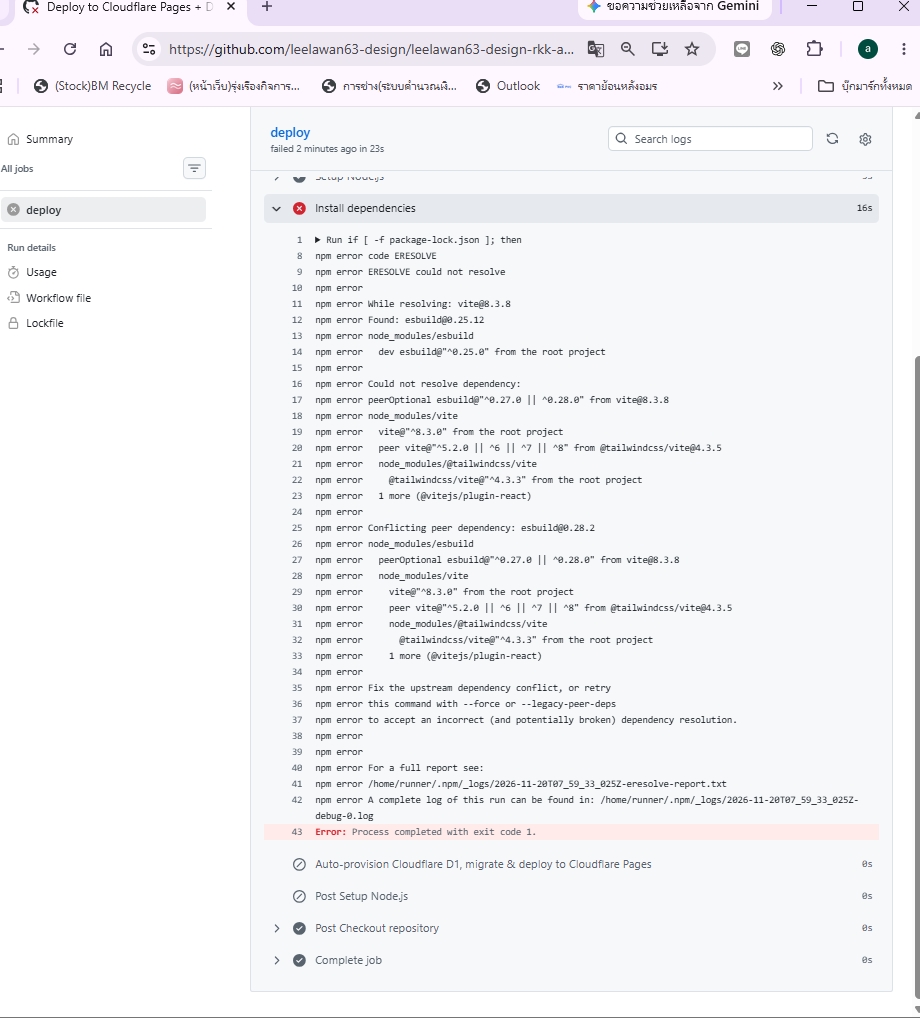 Deploy to Cloudflare Pages + D
ขอความช่วยเหลือจาก Gemini
https://github.com/leelawan63-design/leelawan63-design-rkk-a...
a
(Stock)BM Recycle
(หน้าเว็บ)รุ่งเรืองกิจการ...
การช่าง(ระบบคำนวณผ้...
Outlook
ราคาย้อนหลังอมร
บุ๊กมาร์กทั้งหมด
Summary
All jobs
deploy
Run details
Usage
Workflow file
Lockfile
deploy
failed 2 minutes ago in 23s
Search logs
Setup Node.js
Install dependencies 16s
1 Run if [ -f package-lock.json ]; then
8 npm error code ERESOLVE
9 npm error ERESOLVE could not resolve
10 npm error
11 npm error While resolving: vite@8.3.8
12 npm error Found: esbuild@0.25.12
13 npm error node_modules/esbuild
14 npm error   dev esbuild@"^0.25.0" from the root project
15 npm error
16 npm error Could not resolve dependency:
17 npm error peerOptional esbuild@"^0.27.0 || ^0.28.0" from vite@8.3.8
18 npm error node_modules/vite
19 npm error   vite@"^8.3.0" from the root project
20 npm error   peer vite@"^5.2.0 || ^6 || ^7 || ^8" from @tailwindcss/vite@4.3.5
21 npm error   node_modules/@tailwindcss/vite
22 npm error     @tailwindcss/vite@"^4.3.3" from the root project
23 npm error   1 more (@vitejs/plugin-react)
24 npm error
25 npm error Conflicting peer dependency: esbuild@0.28.2
26 npm error node_modules/esbuild
27 npm error   peerOptional esbuild@"^0.27.0 || ^0.28.0" from vite@8.3.8
28 npm error   node_modules/vite
29 npm error     vite@"^8.3.0" from the root project
30 npm error     peer vite@"^5.2.0 || ^6 || ^7 || ^8" from @tailwindcss/vite@4.3.5
31 npm error     node_modules/@tailwindcss/vite
32 npm error       @tailwindcss/vite@"^4.3.3" from the root project
33 npm error     1 more (@vitejs/plugin-react)
34 npm error
35 npm error Fix the upstream dependency conflict, or retry
36 npm error this command with --force or --legacy-peer-deps
37 npm error to accept an incorrect (and potentially broken) dependency resolution.
38 npm error
39 npm error
40 npm error For a full report see:
41 npm error /home/runner/.npm/_logs/2026-11-20T07_59_33_025Z-eresolve-report.txt
42 npm error A complete log of this run can be found in: /home/runner/.npm/_logs/2026-11-20T07_59_33_025Z-
debug-0.log
43 Error: Process completed with exit code 1.
Auto-provision Cloudflare D1, migrate & deploy to Cloudflare Pages 0s
Post Setup Node.js 0s
Post Checkout repository 0s
Complete job 0s